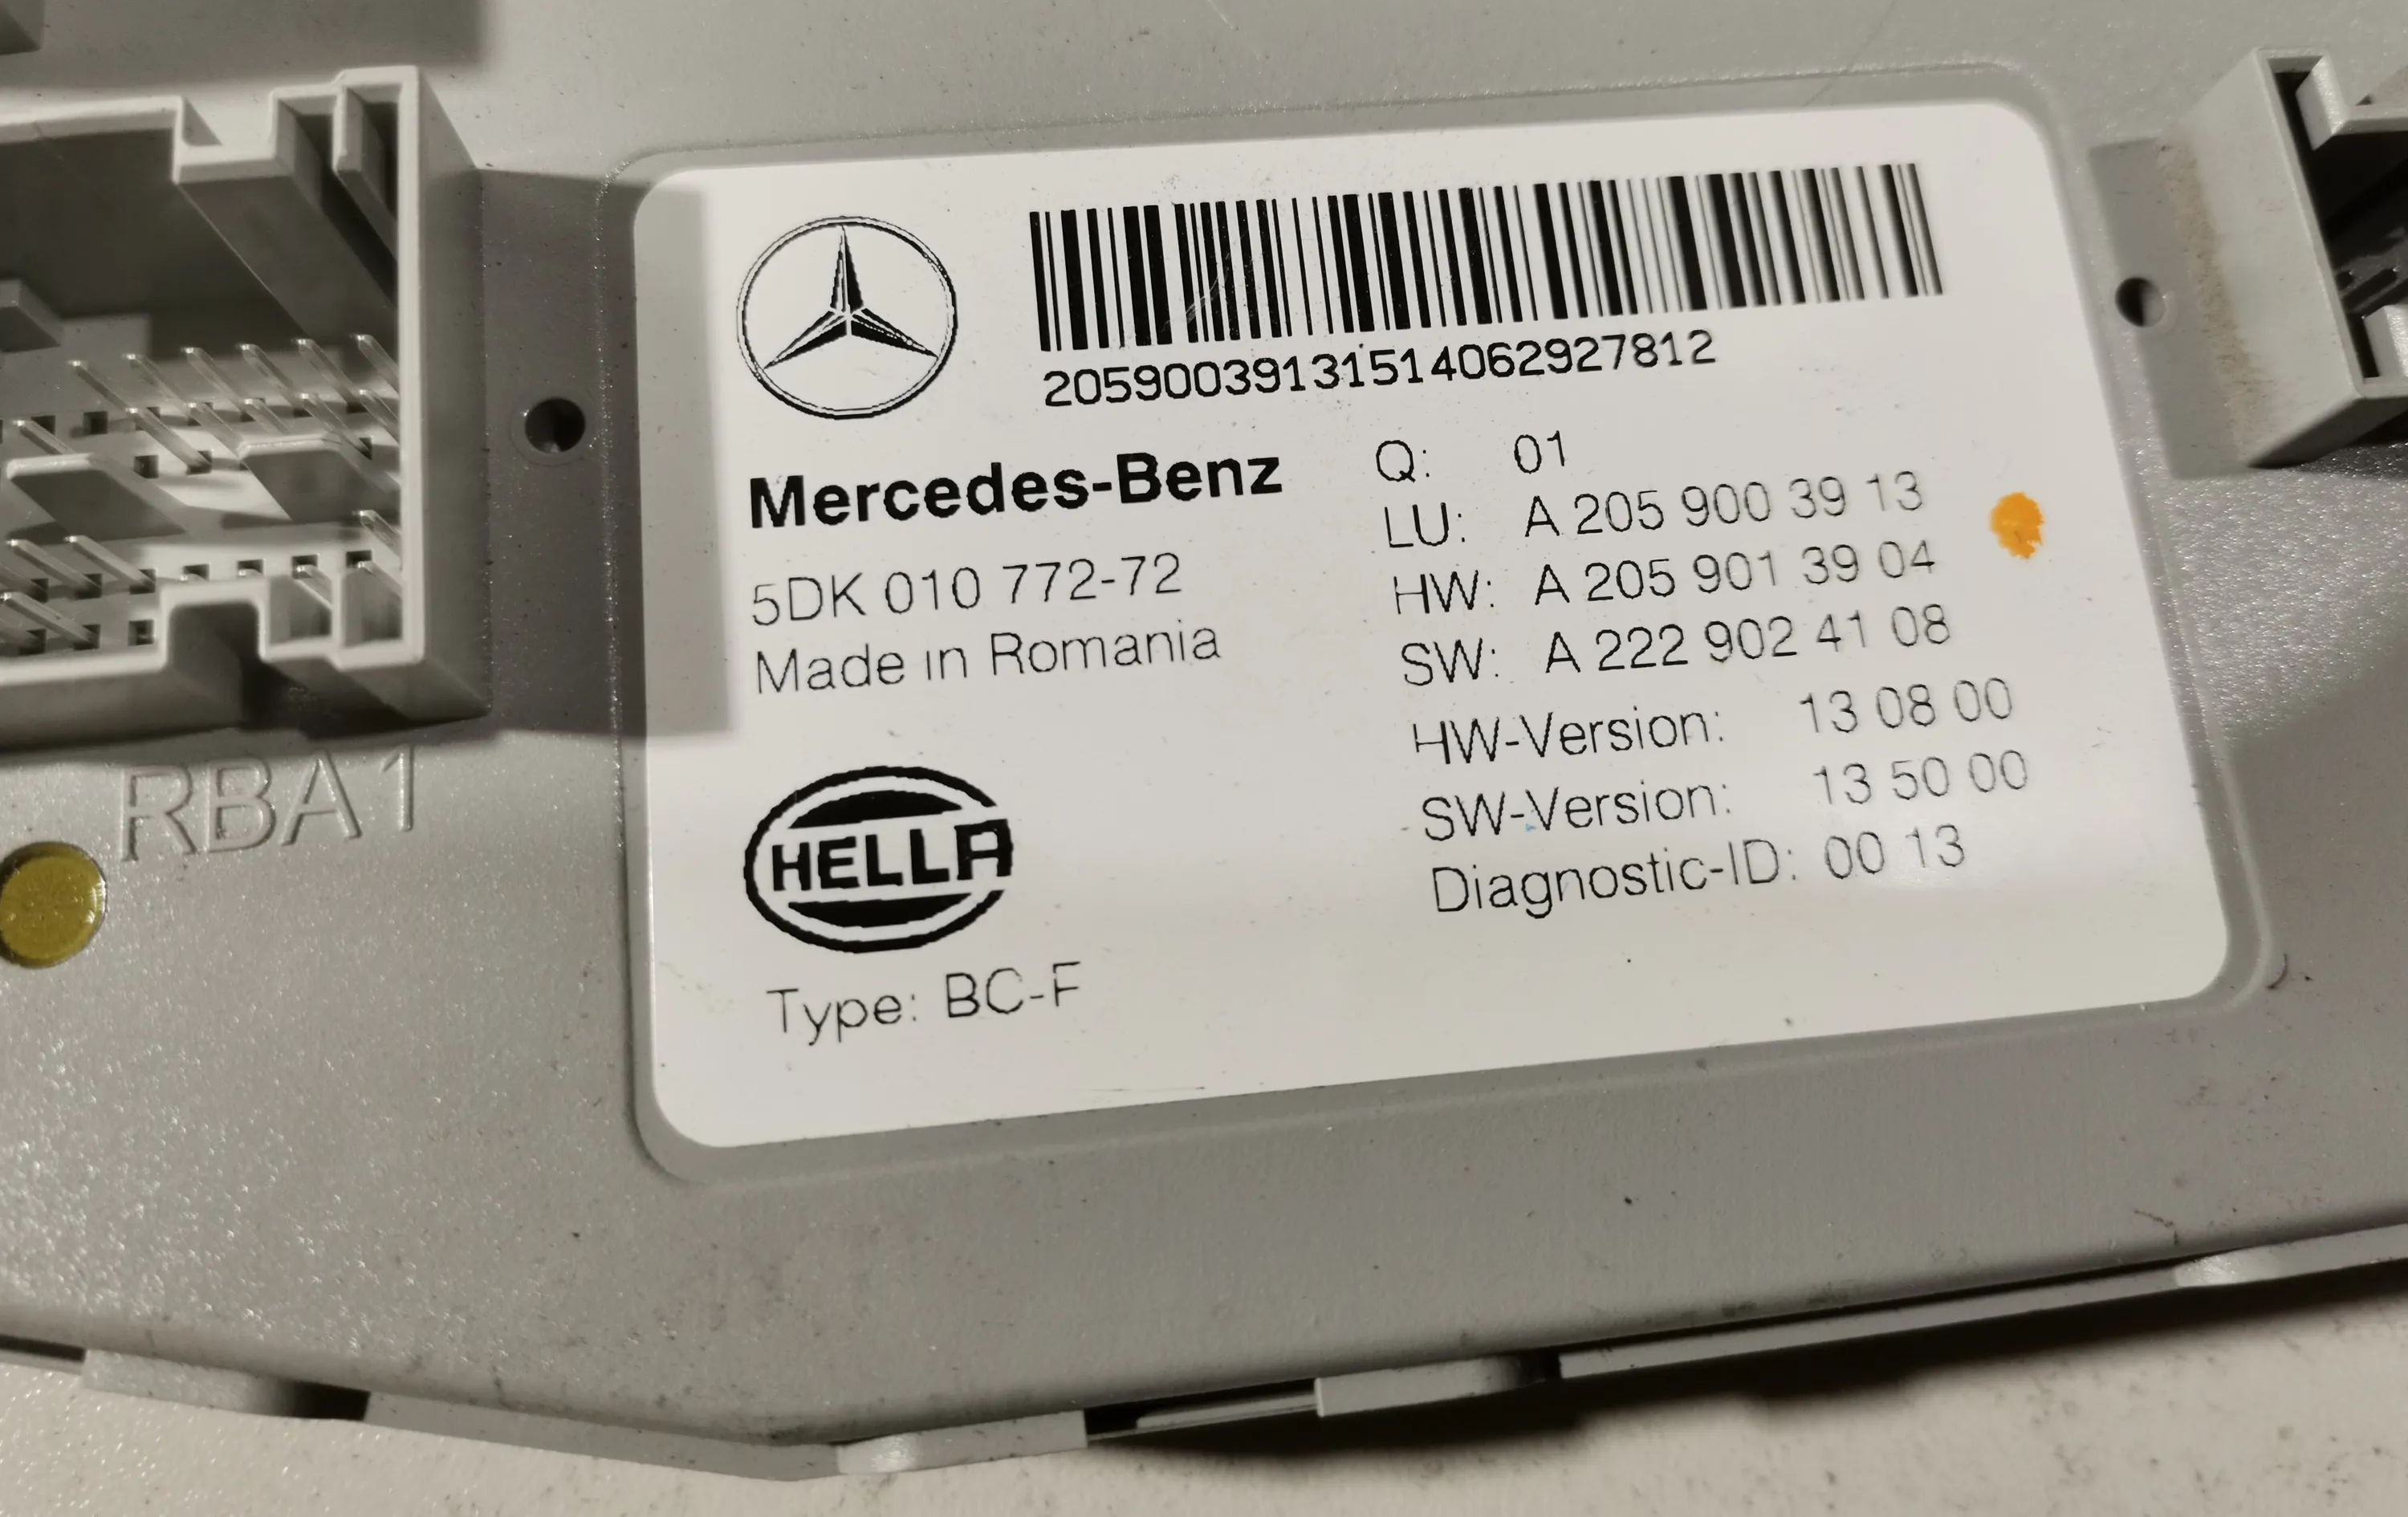 2059003913151406292​7812
Mercedes-Benz
5DK 010 772-72
Made in Romania
HELLA
Type: BC-F
Q: 01
LU: A 205 900 39 13
HW: A 205 901 39 04
SW: A 222 902 41 08
HW-Version: 13 08 00
SW-Version: 13 50 00
Diagnostic-ID: 00 13
RBA1